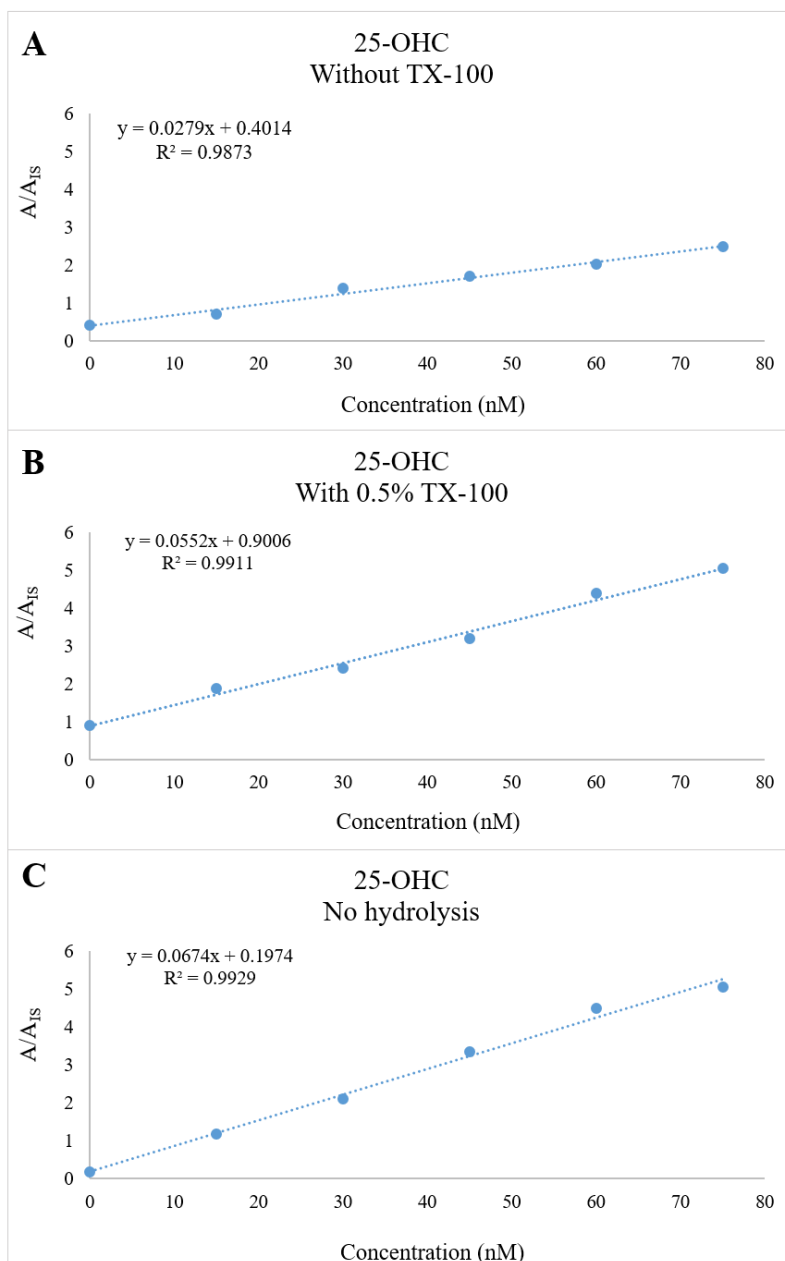 A
25-OHC
Without TX-100
y = 0.0279x + 0.4014
R² = 0.9873
A/A_IS
6
5
4
3
2
1
0
0 10 20 30 40 50 60 70 80
Concentration (nM)
B
25-OHC
With 0.5% TX-100
y = 0.0552x + 0.9006
R² = 0.9911
A/A_IS
6
5
4
3
2
1
0
0 10 20 30 40 50 60 70 80
Concentration (nM)
C
25-OHC
No hydrolysis
y = 0.0674x + 0.1974
R² = 0.9929
A/A_IS
6
5
4
3
2
1
0
0 10 20 30 40 50 60 70 80
Concentration (nM)